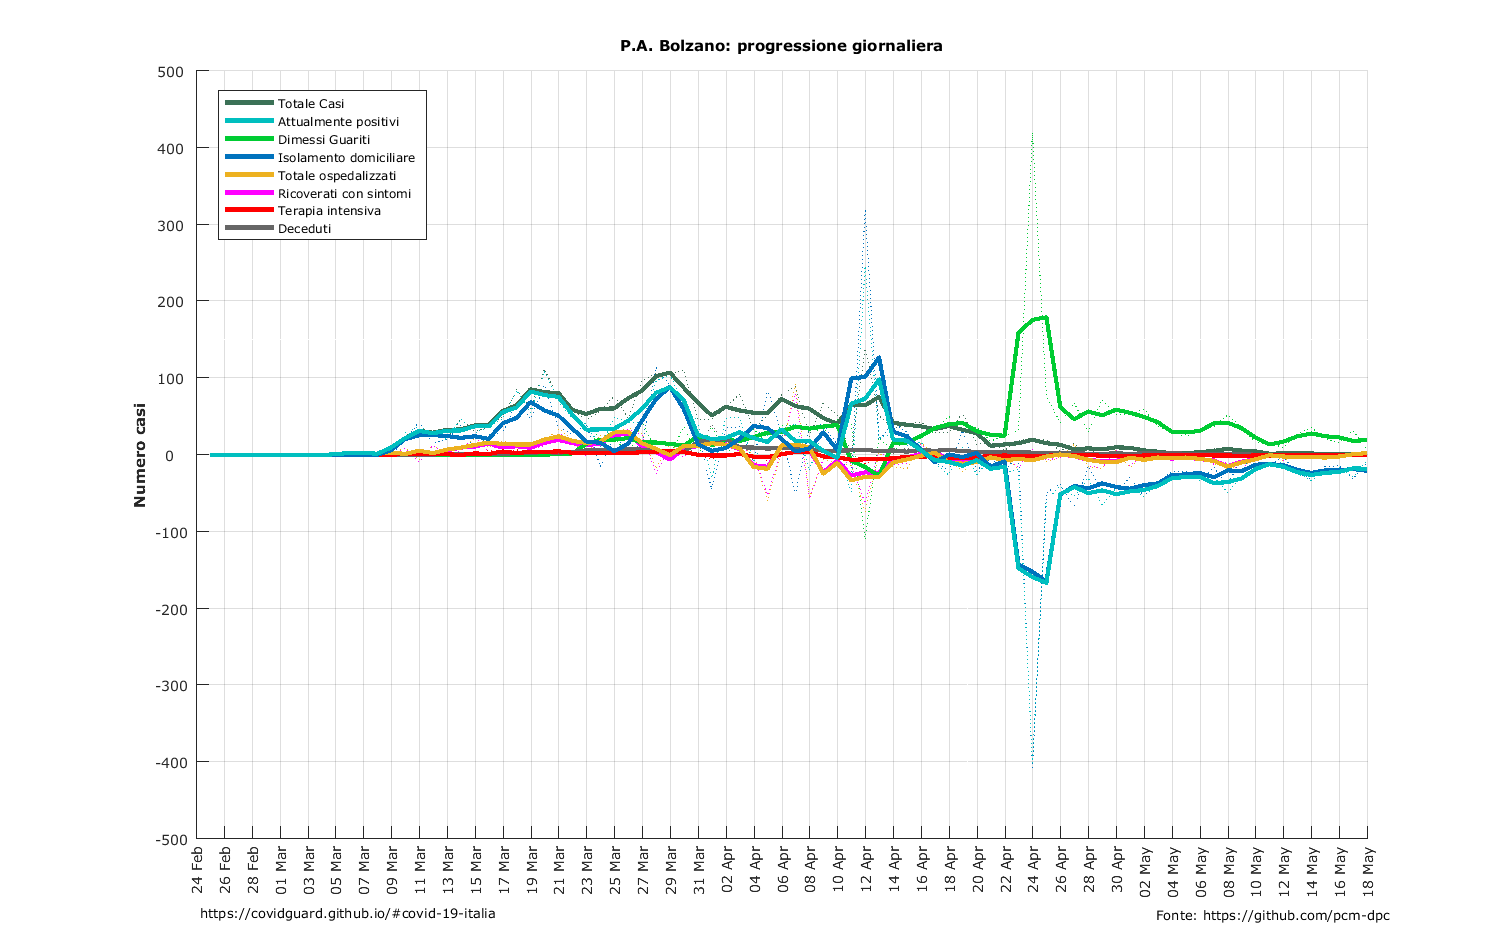 P.A. Bolzano: progressione giornaliera
500
400
300
200
100
0
-100
-200
-300
-400
-500
Numero casi
Totale Casi
Attualmente positivi
Dimessi Guariti
Isolamento domiciliare
Totale ospedalizzati
Ricoverati con sintomi
Terapia intensiva
Deceduti
24 Feb
26 Feb
28 Feb
01 Mar
03 Mar
05 Mar
07 Mar
09 Mar
11 Mar
13 Mar
15 Mar
17 Mar
19 Mar
21 Mar
23 Mar
25 Mar
27 Mar
29 Mar
31 Mar
02 Apr
04 Apr
06 Apr
08 Apr
10 Apr
12 Apr
14 Apr
16 Apr
18 Apr
20 Apr
22 Apr
24 Apr
26 Apr
28 Apr
30 Apr
02 May
04 May
06 May
08 May
10 May
12 May
14 May
16 May
18 May
https://covidguard.github.io/#covid-19-italia
Fonte: https://github.com/pcm-dpc